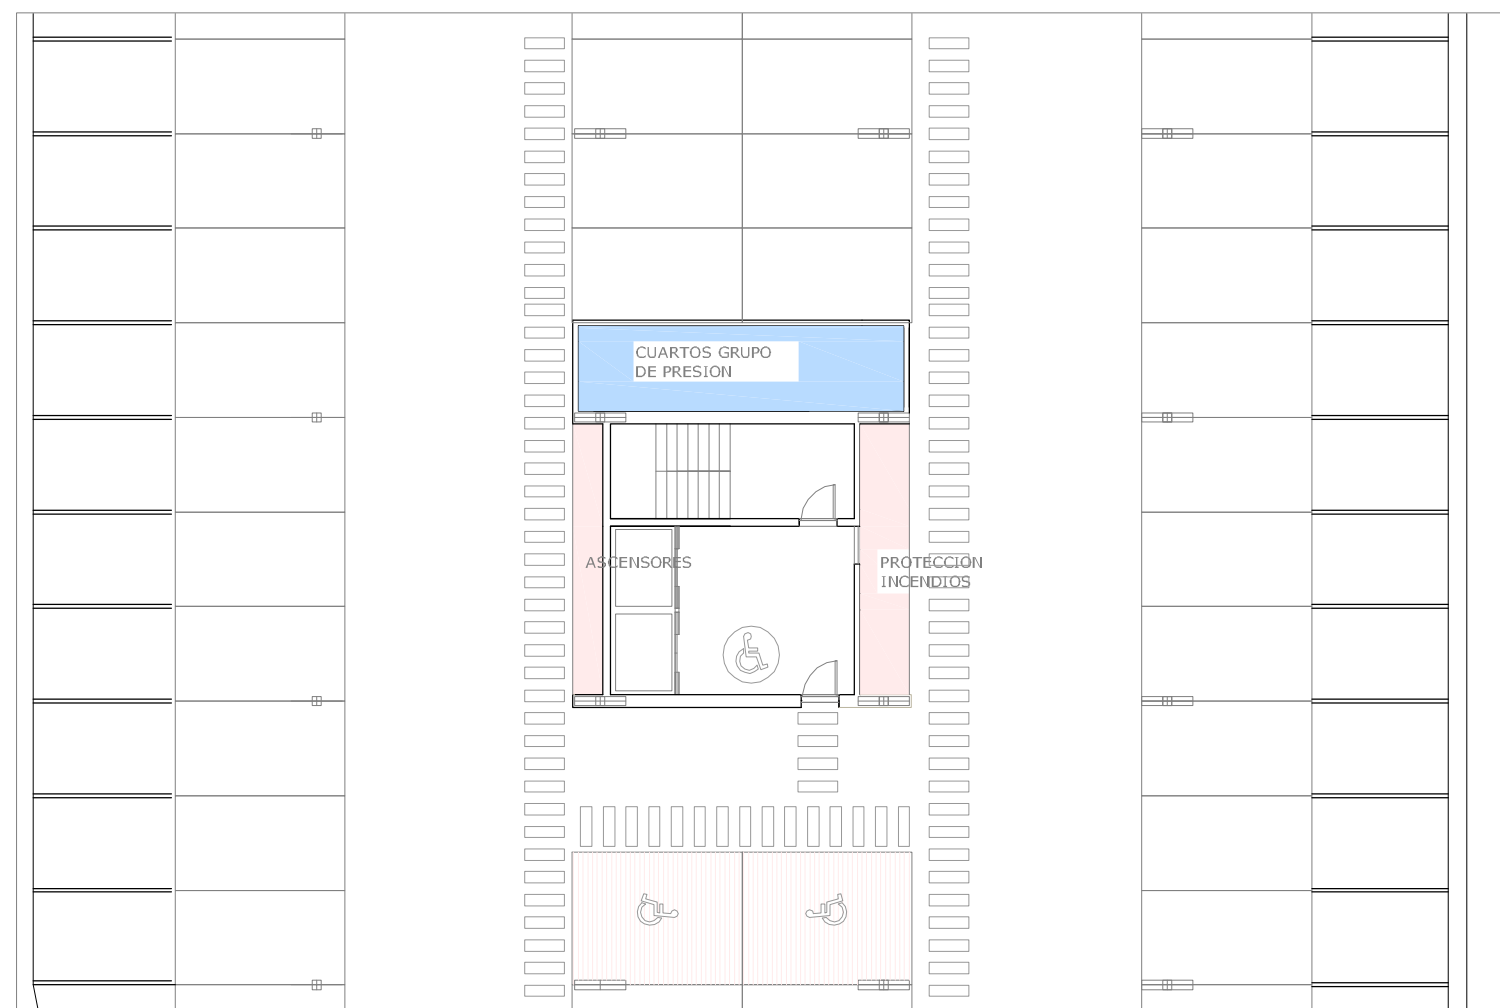 CUARTOS GRUPO
DE PRESION
ASCENSORES
PROTECCION
INCENDIOS